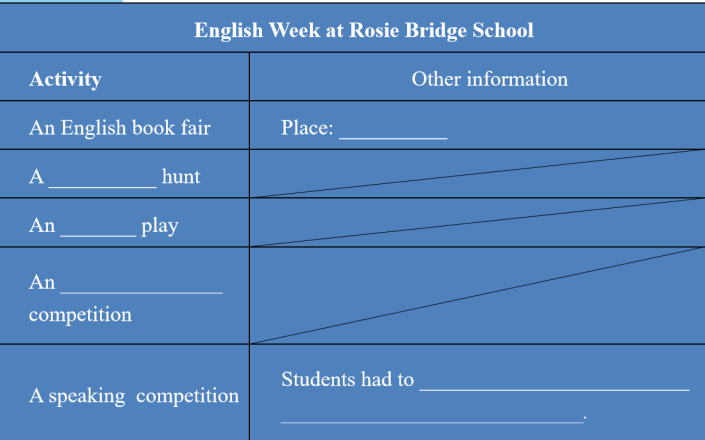 English Week at Rosie Bridge School
Activity
Other information
An English book fair
Place: __________
A __________ hunt
An _______ play
An _______________
competition
A speaking competition
Students had to _________________________
____________________________.